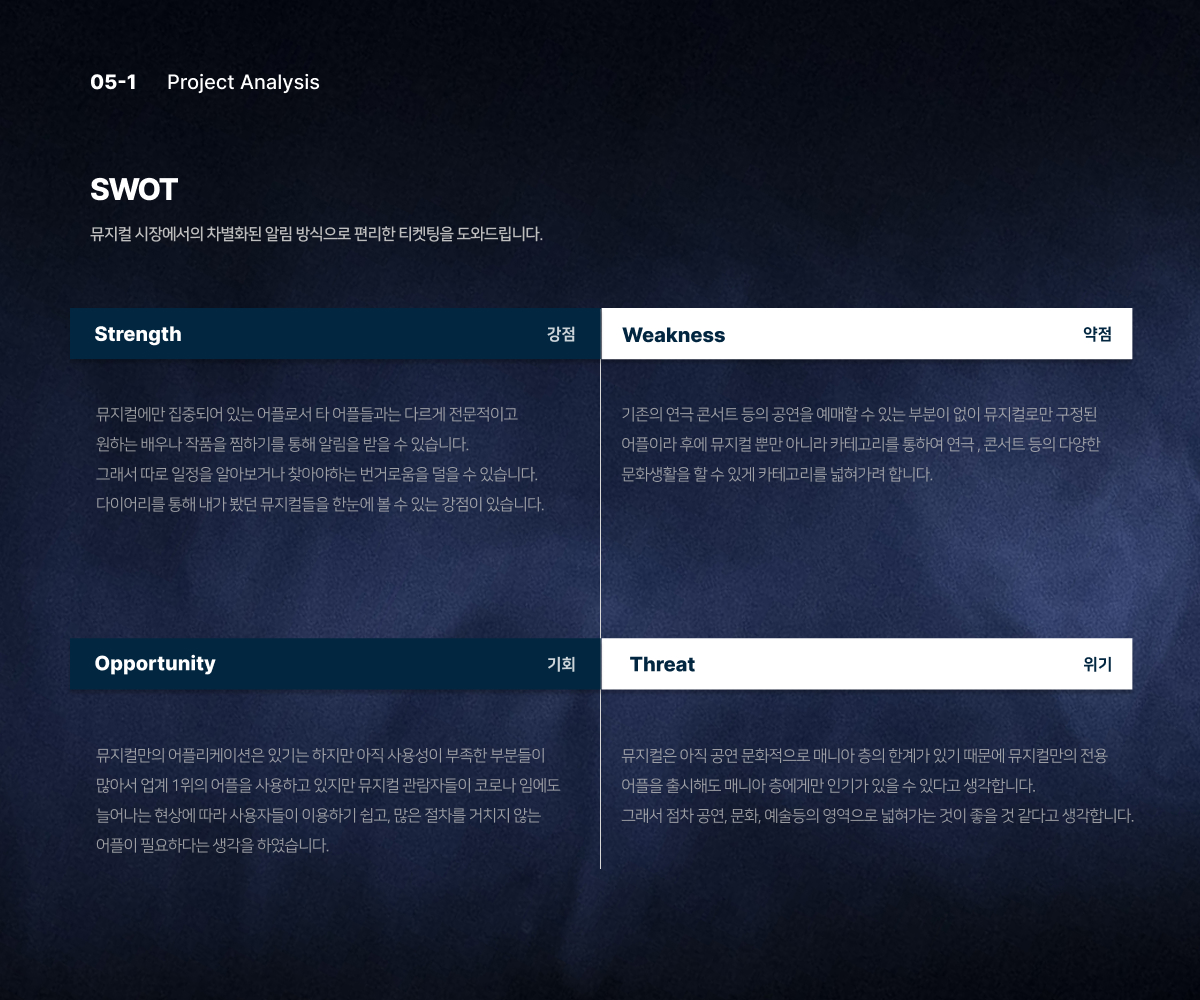 05-1 Project Analysis
SWOT
뮤지컬 시장에서의 차별화된 알림 방식으로 편리한 티켓팅을 도와드립니다.
Strength 강점
뮤지컬에만 집중되어 있는 어플로서 타 어플들과는 다르게 전문적이고
원하는 배우나 작품을 찜하기를 통해 알림을 받을 수 있습니다.
그래서 따로 일정을 알아보거나 찾아야하는 번거로움을 덜을 수 있습니다.
다이어리를 통해 내가 봤던 뮤지컬들을 한눈에 볼 수 있는 강점이 있습니다.
Weakness 약점
기존의 연극 콘서트 등의 공연을 예매할 수 있는 부분이 없이 뮤지컬로만 구정된
어플이라 후에 뮤지컬 뿐만 아니라 카테고리를 통하여 연극 , 콘서트 등의 다양한
문화생활을 할 수 있게 카테고리를 넓혀가려 합니다.
Opportunity 기회
뮤지컬만의 어플리케이션은 있기는 하지만 아직 사용성이 부족한 부분들이
많아서 업계 1위의 어플을 사용하고 있지만 뮤지컬 관람자들이 코로나 임에도
늘어나는 현상에 따라 사용자들이 이용하기 쉽고, 많은 절차를 거치지 않는
어플이 필요하다는 생각을 하였습니다.
Threat 위기
뮤지컬은 아직 공연 문화적으로 매니아 층의 한계가 있기 때문에 뮤지컬만의 전용
어플을 출시해도 매니아 층에게만 인기가 있을 수 있다고 생각합니다.
그래서 점차 공연, 문화, 예술등의 영역으로 넓혀가는 것이 좋을 것 같다고 생각합니다.